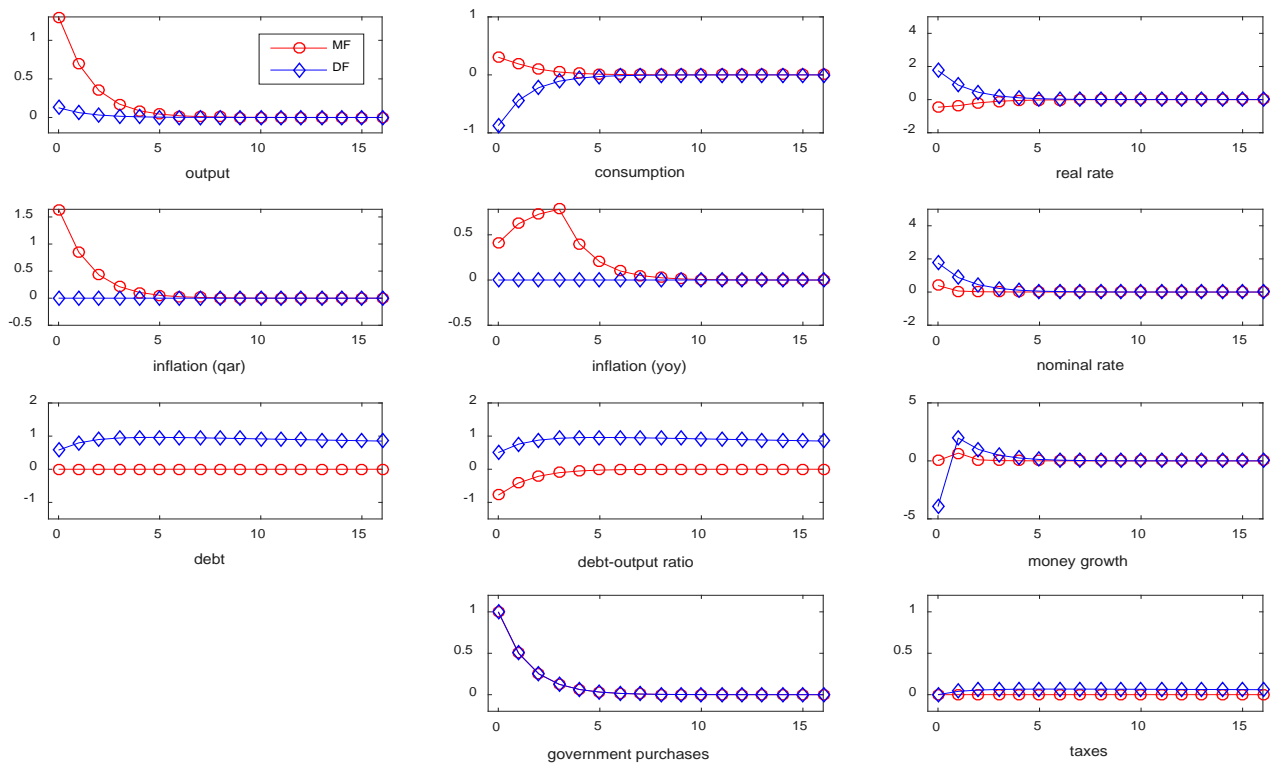 1
0.5
0
0 5 10 15
output
MF
DF
1
0
-1
0 5 10 15
consumption
4
2
0
-2
0 5 10 15
real rate
1.5
1
0.5
0
-0.5
0 5 10 15
inflation (qar)
0.5
0
-0.5
0 5 10 15
inflation (yoy)
4
2
0
-2
0 5 10 15
nominal rate
2
1
0
-1
0 5 10 15
debt
2
1
0
-1
0 5 10 15
debt-output ratio
5
0
-5
0 5 10 15
money growth
1
0.5
0
0 5 10 15
government purchases
1
0.5
0
0 5 10 15
taxes